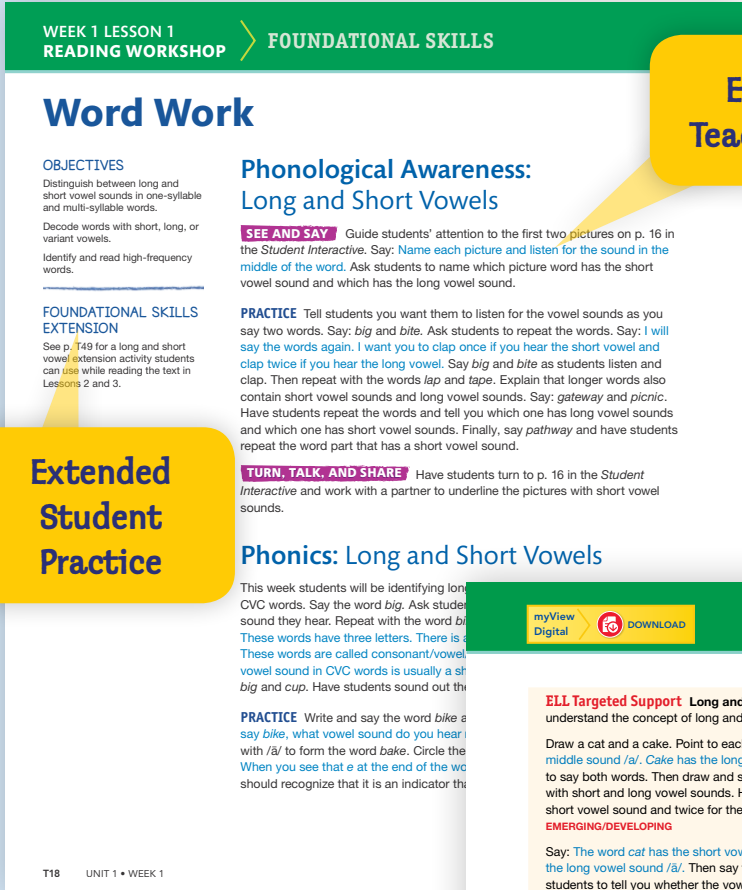 WEEK 1 LESSON 1
READING WORKSHOP
FOUNDATIONAL SKILLS
Word Work
OBJECTIVES
Distinguish between long and
short vowel sounds in one-syllable
and multi-syllable words.
Decode words with short, long, or
variant vowels.
Identify and read high-frequency
words.
FOUNDATIONAL SKILLS
EXTENSION
See p. T49 for a long and short
vowel extension activity students
can use while reading the text in
Lessons 2 and 3.
Extended
Student
Practice
Phonological Awareness:
Long and Short Vowels
SEE AND SAY Guide students' attention to the first two pictures on p. 16 in
the Student Interactive. Say: Name each picture and listen for the sound in the
middle of the word. Ask students to name which picture word has the short
vowel sound and which has the long vowel sound.
PRACTICE Tell students you want them to listen for the vowel sounds as you
say two words. Say: big and bite. Ask students to repeat the words. Say: I will
say the words again. I want you to clap once if you hear the short vowel and
clap twice if you hear the long vowel. Say big and bite as students listen and
clap. Then repeat with the words lap and tape. Explain that longer words also
contain short vowel sounds and long vowel sounds. Say: gateway and picnic.
Have students repeat the words and tell you which one has long vowel sounds
and which one has short vowel sounds. Finally, say pathway and have students
repeat the word part that has a short vowel sound.
TURN, TALK, AND SHARE Have students turn to p. 16 in the Student
Interactive and work with a partner to underline the pictures with short vowel
sounds.
Phonics: Long and Short Vowels
This week students will be identifying
CVC words. Say the word big. Ask
sound they hear. Repeat with the word
These words have three letters. There is
These words are called consonant/vowel
vowel sound in CVC words is usually a
big and cup. Have students sound out
PRACTICE Write and say the word bike
say bike, what vowel sound do you hear
with /ā/ to form the word bake. Circle the
When you see that e at the end of the
should recognize that it is an indicator
T18 UNIT 1 • WEEK 1
myView
Digital
DOWNLOAD
ELL Targeted Support Long
understand the concept of long and
Draw a cat and a cake. Point to
middle sound /a/. Cake has the
to say both words. Then draw and
with short and long vowel sounds.
short vowel sound and twice for the
EMERGING/DEVELOPING
Say: The word cat has the short
the long vowel sound /ā/. Then say
students to tell you whether the